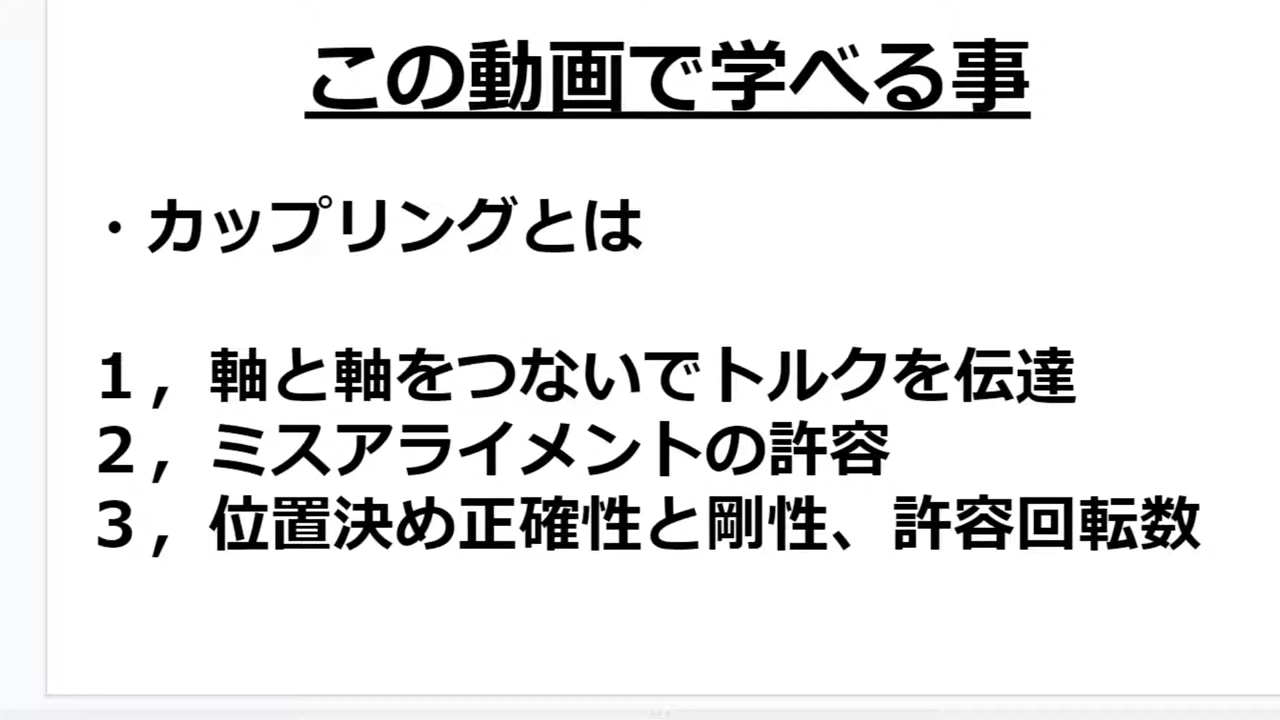 この動画で学べる事
・カップリングとは
１，軸と軸をつないでトルクを伝達
２，ミスアライメントの許容
３，位置決め正確性と剛性、許容回転数